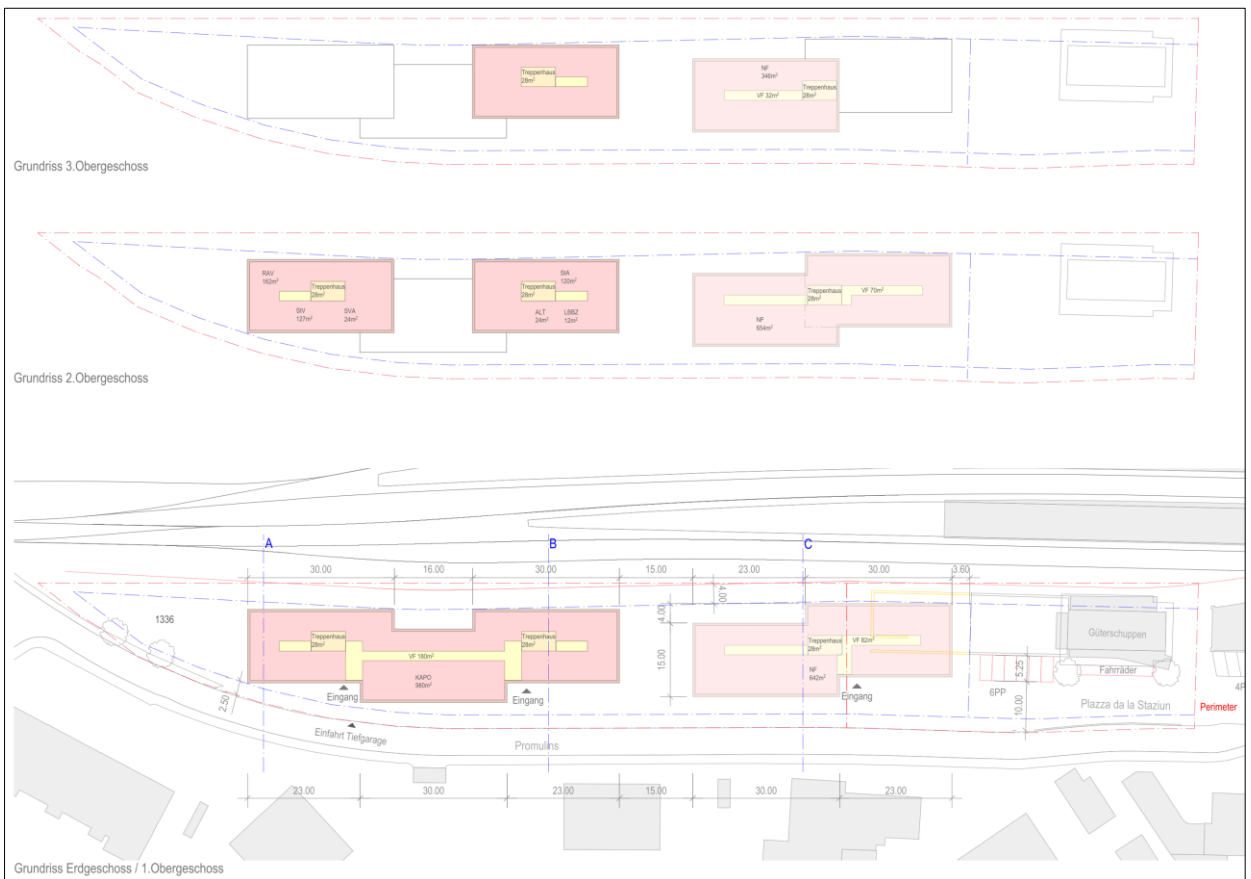 Treppenhaus
28m²
NF
348m²
VF 32m²
Treppenhaus
28m²
Grundriss 3.Obergeschoss
RAV
162m²
Treppenhaus
28m²
StV
127m²
SVA
24m²
StA
120m²
Treppenhaus
28m²
ALT
24m²
LBBZ
12m²
Treppenhaus
28m²
VF 70m²
NF
654m²
Grundriss 2.Obergeschoss
A
B
C
30.00
16.00
30.00
15.00
23.00
30.00
3.60
4.00
4.00
15.00
1336
Treppenhaus
28m²
Treppenhaus
28m²
VF 180m²
KAPO
980m²
Treppenhaus
28m²
VF 82m²
NF
642m²
Güterschuppen
Eingang
Eingang
Eingang
2.50
Einfahrt Tiefgarage
Promulins
5.25
10.00
6PP
Fahrräder
4P
Plazza da la Staziun
Perimeter
23.00
30.00
23.00
15.00
30.00
23.00
Grundriss Erdgeschoss / 1.Obergeschoss